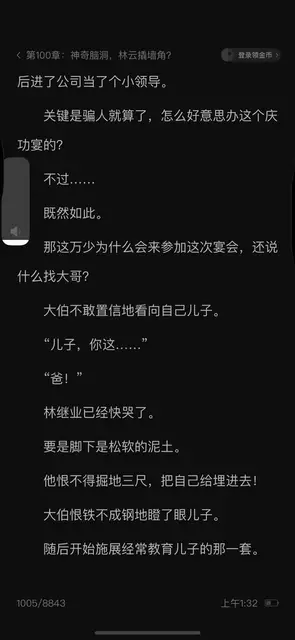 第100章：神奇脑洞，林云撬墙角？
登录领金币
后进了公司当了个小领导。
关键是骗人就算了，怎么好意思办这个庆
功宴的？
不过……
既然如此。
那这万少为什么会来参加这次宴会，还说
什么找大哥？
大伯不敢置信地看向自己儿子。
“儿子，你这……”
“爸！”
林继业已经快哭了。
要是脚下是松软的泥土。
他恨不得掘地三尺，把自己给埋进去！
大伯恨铁不成钢地瞪了眼儿子。
随后开始施展经常教育儿子的那一套。
1005/8843
上午1:32